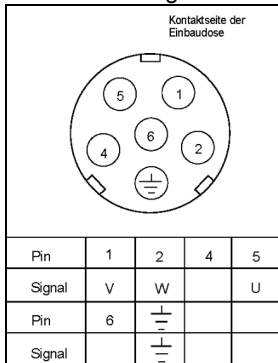 Kontaktseite der
Einbaudose
5 1
6
4 2
Pin 1 2 4 5
Signal V W U
Pin 6
Signal